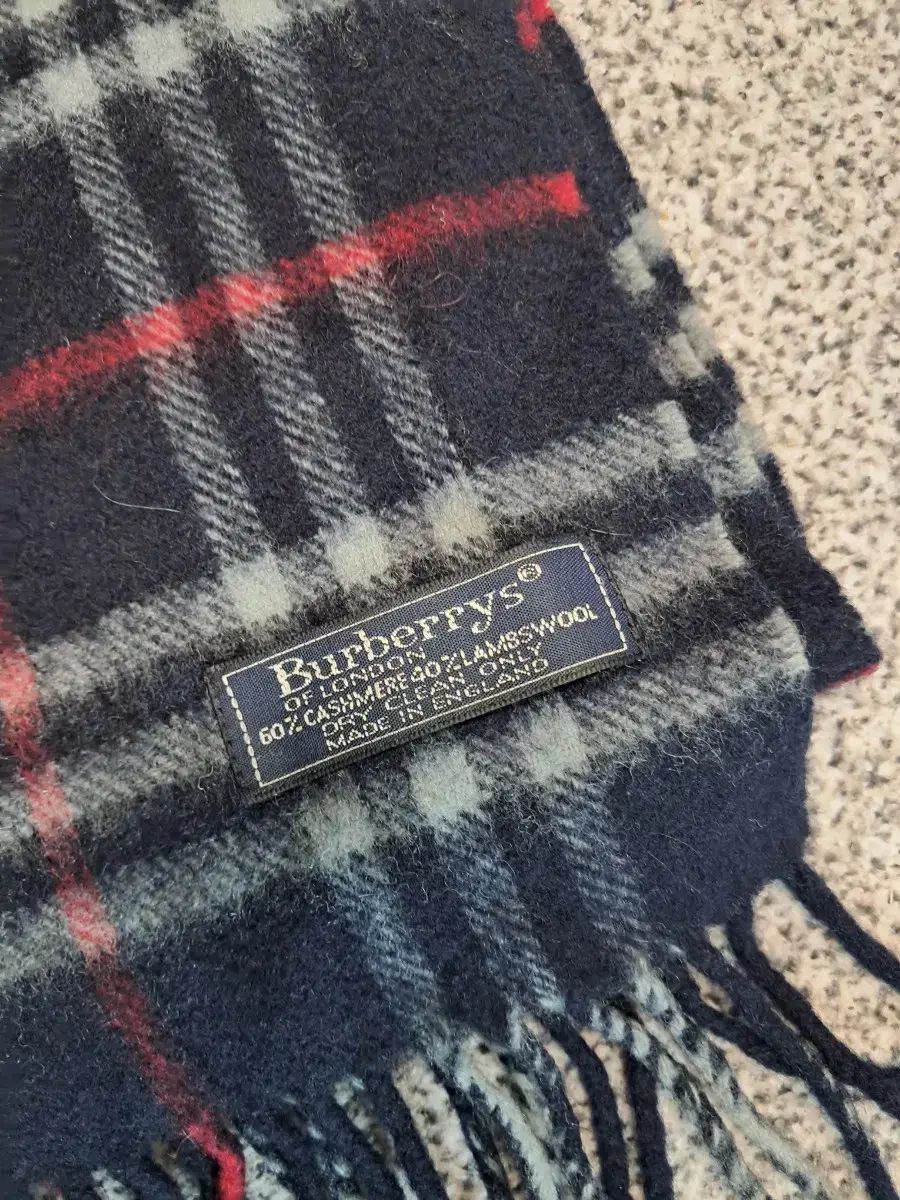 Burberrys®
OF LONDON
60% CASHMERE 40% LAMBSWOOL
DRY CLEAN ONLY
MADE IN ENGLAND